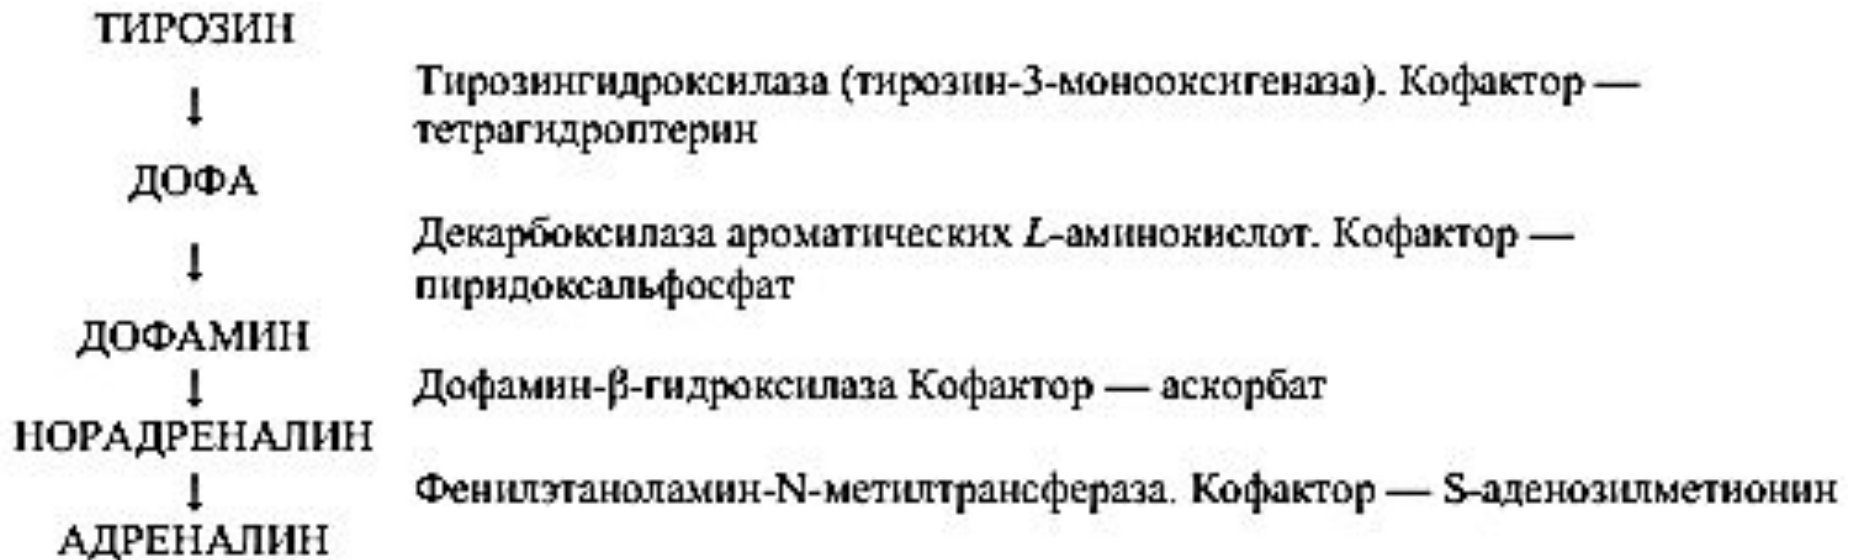 ТИРОЗИН
Тирозингидроксилаза (тирозин-3-монооксигеназа). Кофактор —
тетрагидроптерин
ДОФА
Декарбоксилаза ароматических L-аминокислот. Кофактор —
пиридоксальфосфат
ДОФАМИН
Дофамин-β-гидроксилаза Кофактор — аскорбат
НОРАДРЕНАЛИН
Фенилэтаноламин-N-метилтрансфераза. Кофактор — S-аденозилметионин
АДРЕНАЛИН